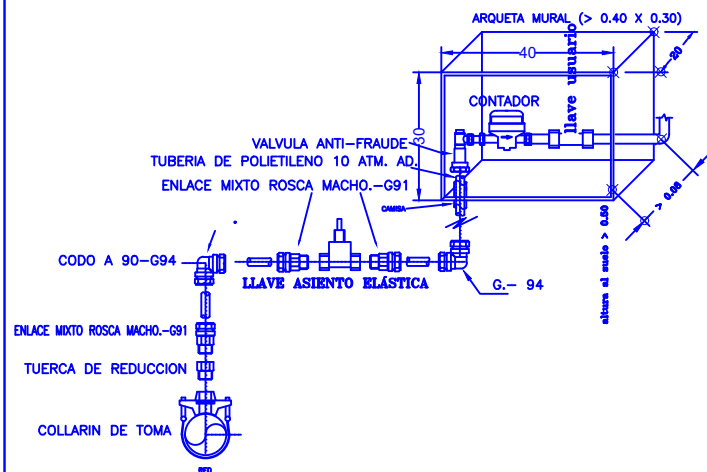 ARQUETA MURAL (> 0.40 X 0.30)
40
20
llave usuario
CONTADOR
30
VALVULA ANTI-FRAUDE
TUBERIA DE POLIETILENO 10 ATM. AD.
ENLACE MIXTO ROSCA MACHO.-G91
CAMISA
> 0.06
altura al suelo > 0.50
CODO A 90-G94
LLAVE ASIENTO ELÁSTICA
G.- 94
ENLACE MIXTO ROSCA MACHO.-G91
TUERCA DE REDUCCION
COLLARIN DE TOMA
RED